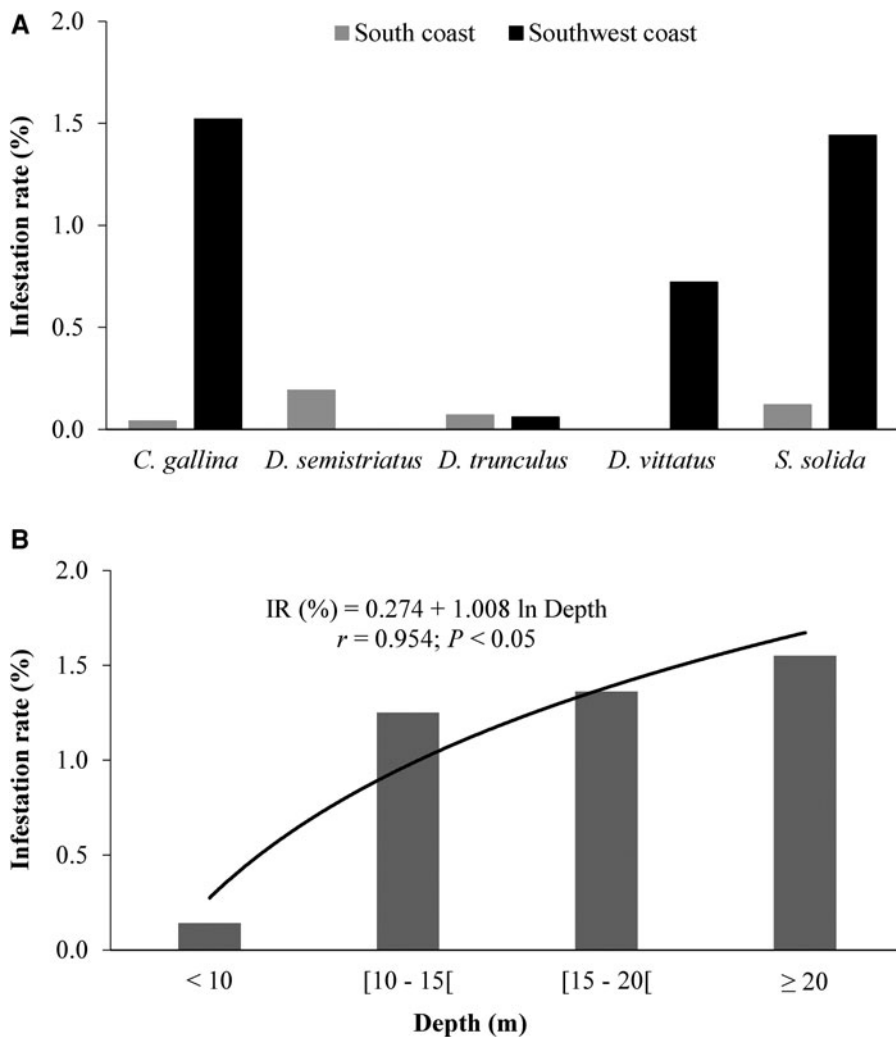 A
South coast Southwest coast
Infestation rate (%)
2.0
1.5
1.0
0.5
0.0
C. gallina D. semistriatus D. trunculus D. vittatus S. solida
B
IR (%) = 0.274 + 1.008 ln Depth
r = 0.954; P < 0.05
Infestation rate (%)
2.0
1.5
1.0
0.5
0.0
< 10 [10 - 15[ [15 - 20[ ≥ 20
Depth (m)